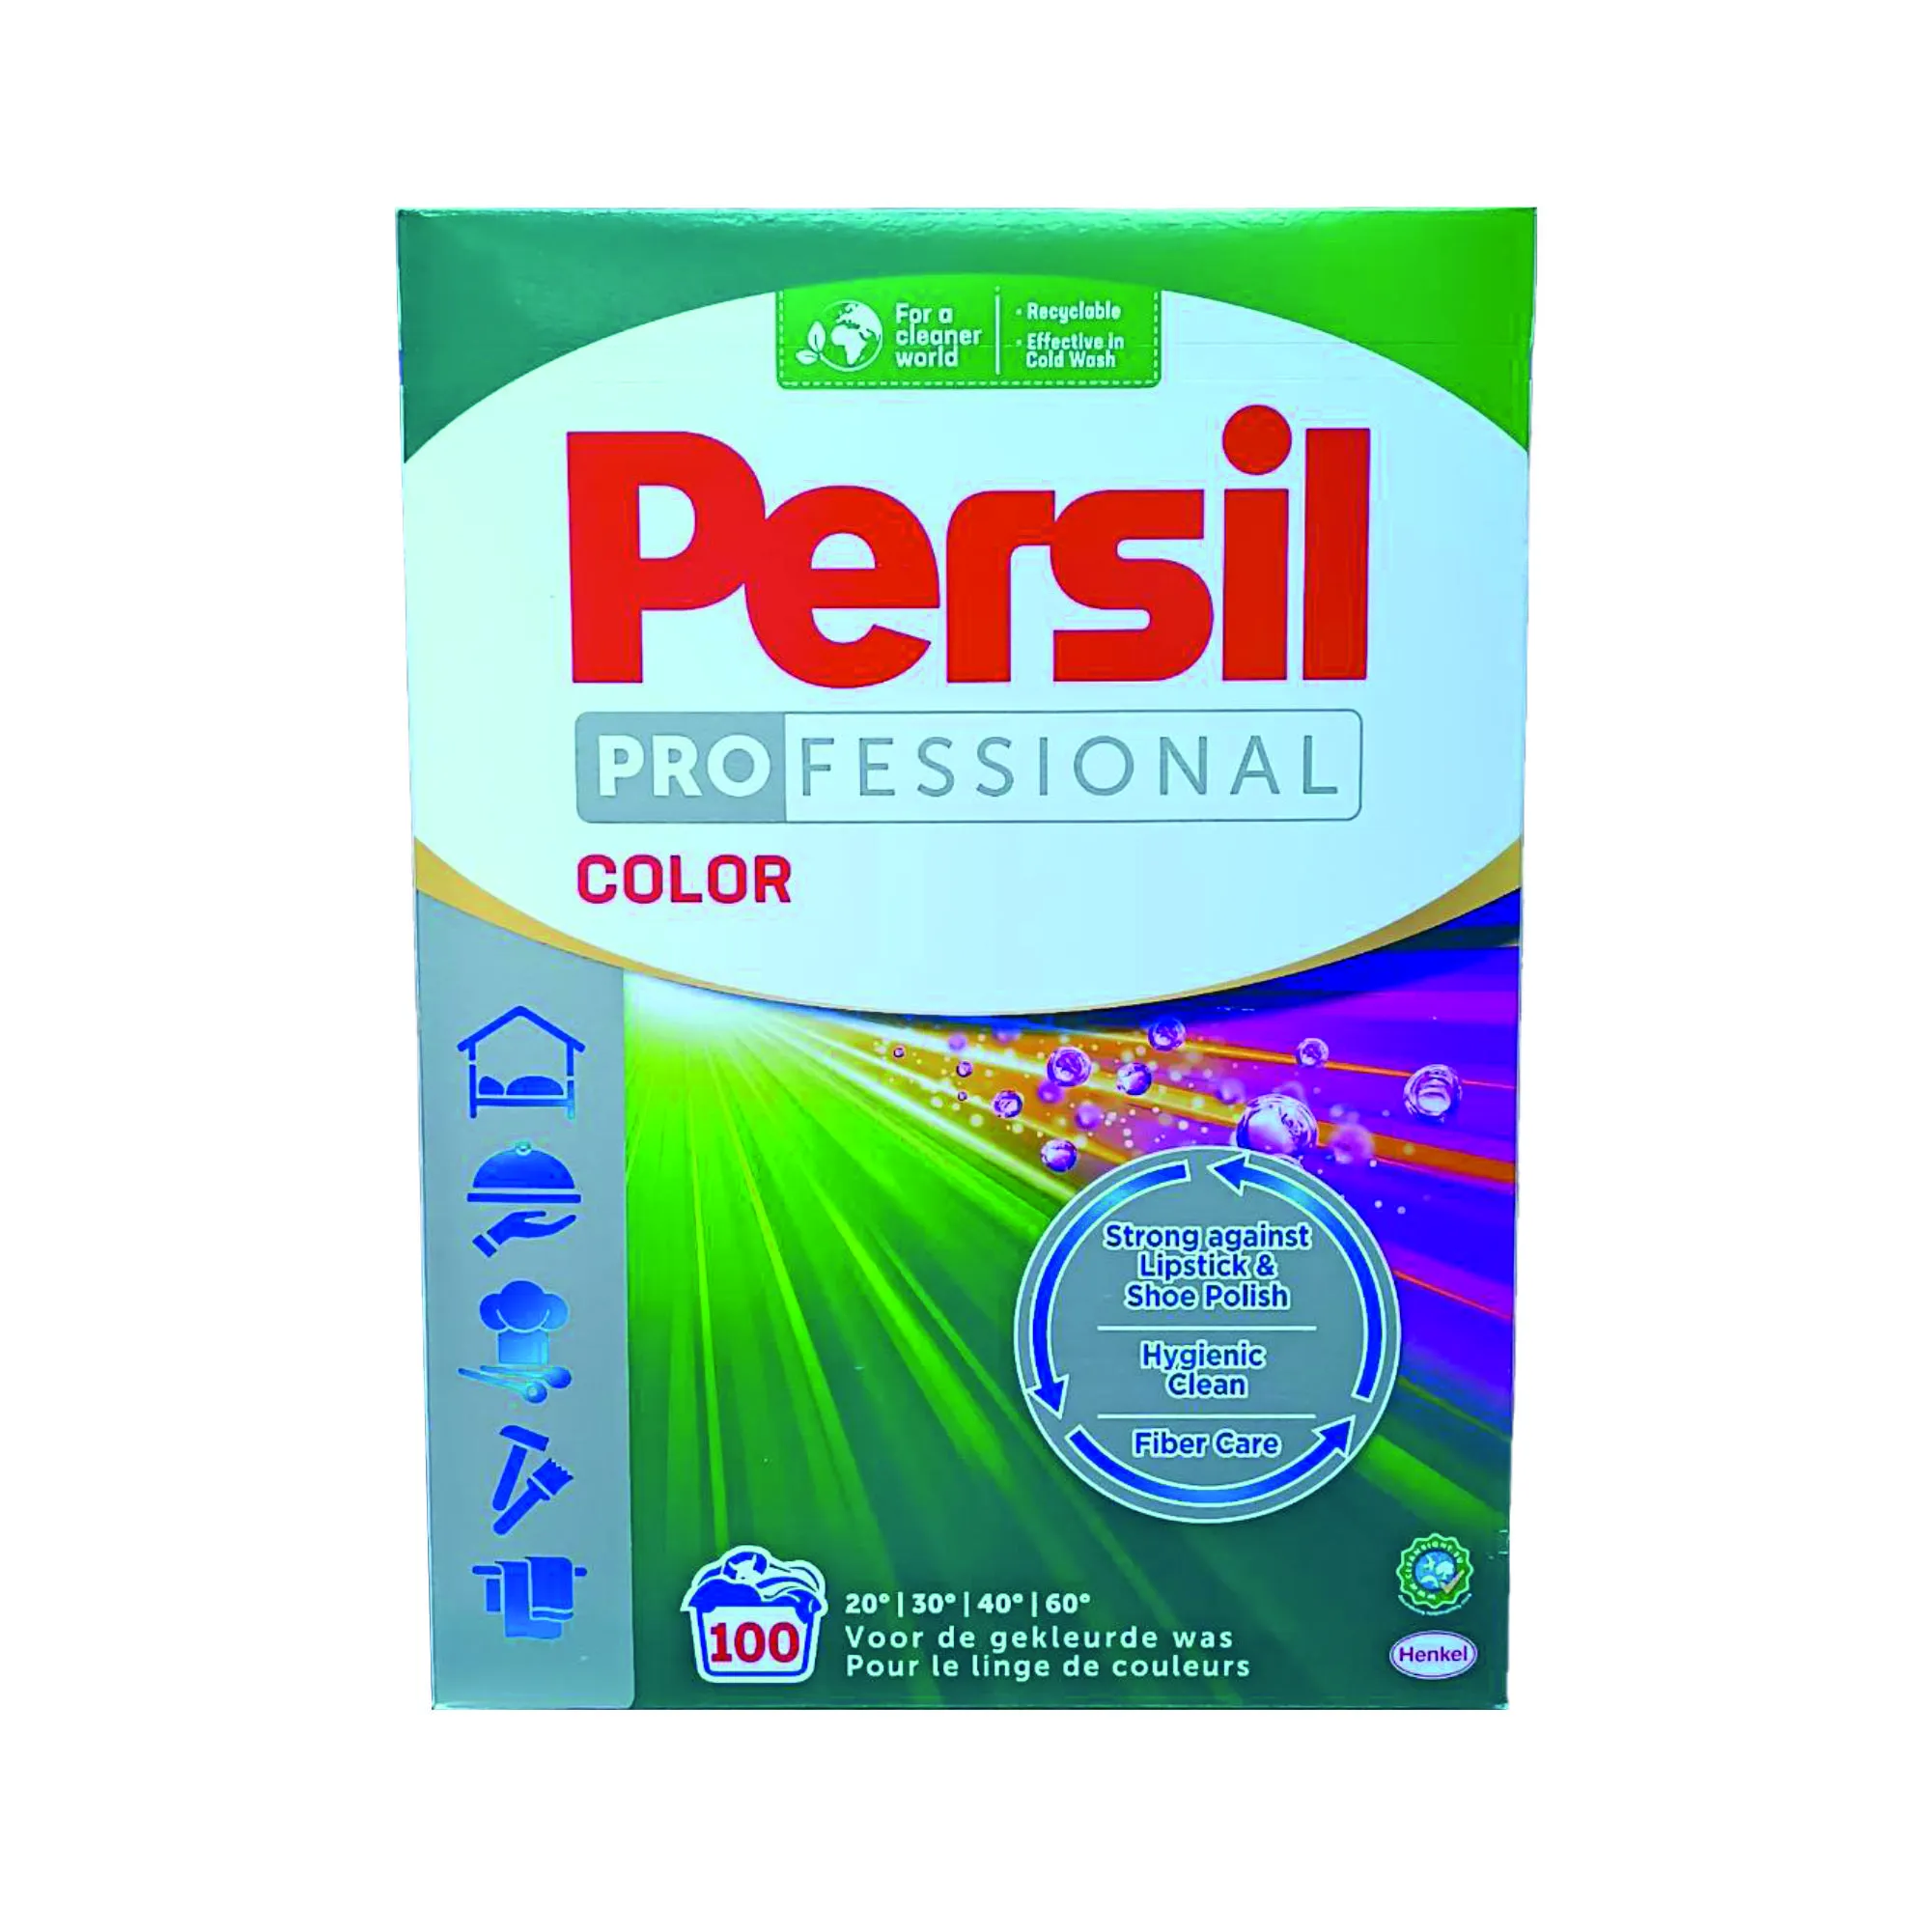 For a
cleaner
world
· Recyclable
· Effective in
Cold Wash
Persil
PROFESSIONAL
COLOR
Strong against
Lipstick &
Shoe Polish
Hygienic
Clean
Fiber Care
100
20° | 30° | 40° | 60°
Voor de gekleurde was
Pour le linge de couleurs
Henkel